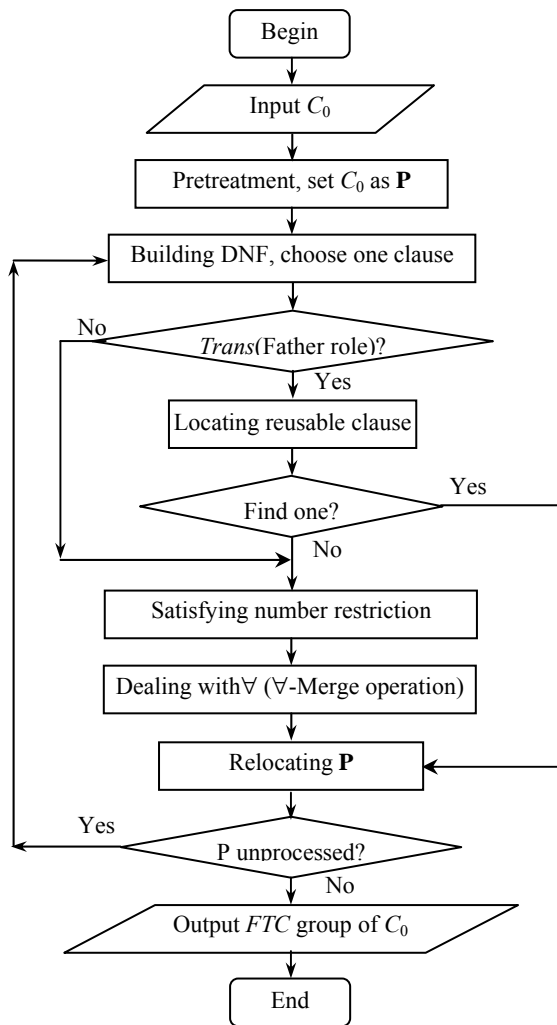 Begin
Input C0
Pretreatment, set C0 as P
Building DNF, choose one clause
No
Trans(Father role)?
Yes
Locating reusable clause
Yes
Find one?
No
Satisfying number restriction
Dealing with∀ (∀-Merge operation)
Relocating P
Yes
P unprocessed?
No
Output FTC group of C0
End